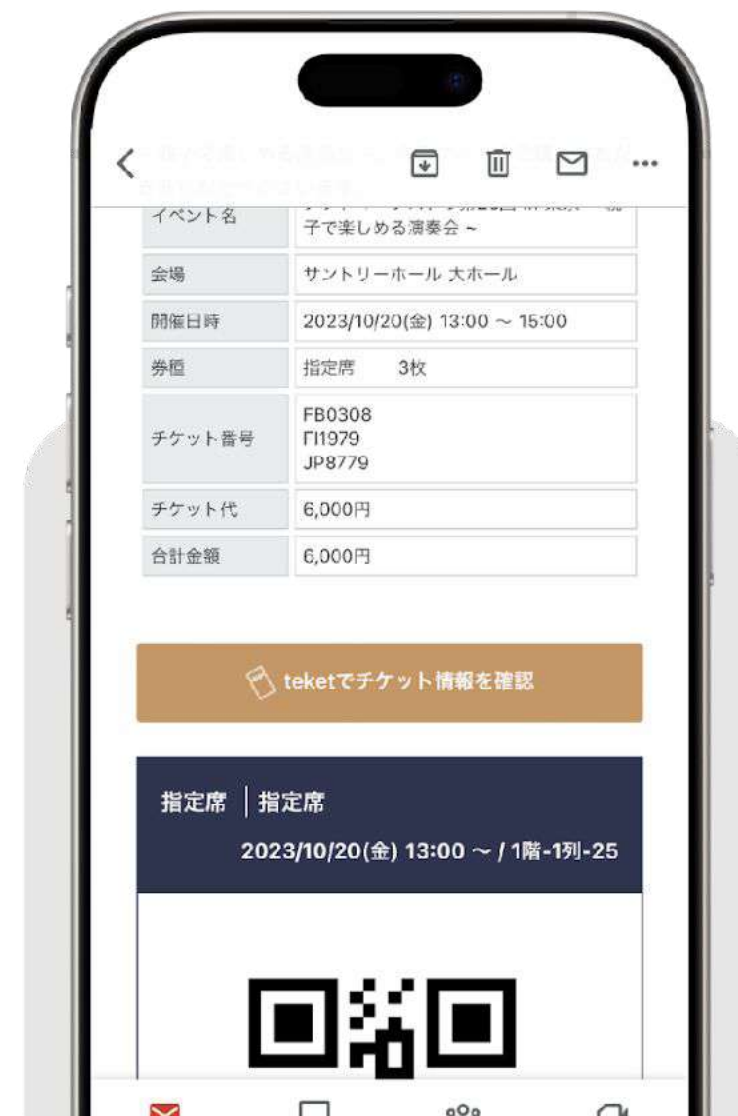 イベント名
子で楽しめる演奏会 ~
会場
サントリーホール 大ホール
開催日時
2023/10/20(金) 13:00 ～ 15:00
券種
指定席 3枚
チケット番号
FB0308
FI1979
JP8779
チケット代
6,000円
合計金額
6,000円
teketでチケット情報を確認
指定席 | 指定席
2023/10/20(金) 13:00 ～ / 1階-1列-25